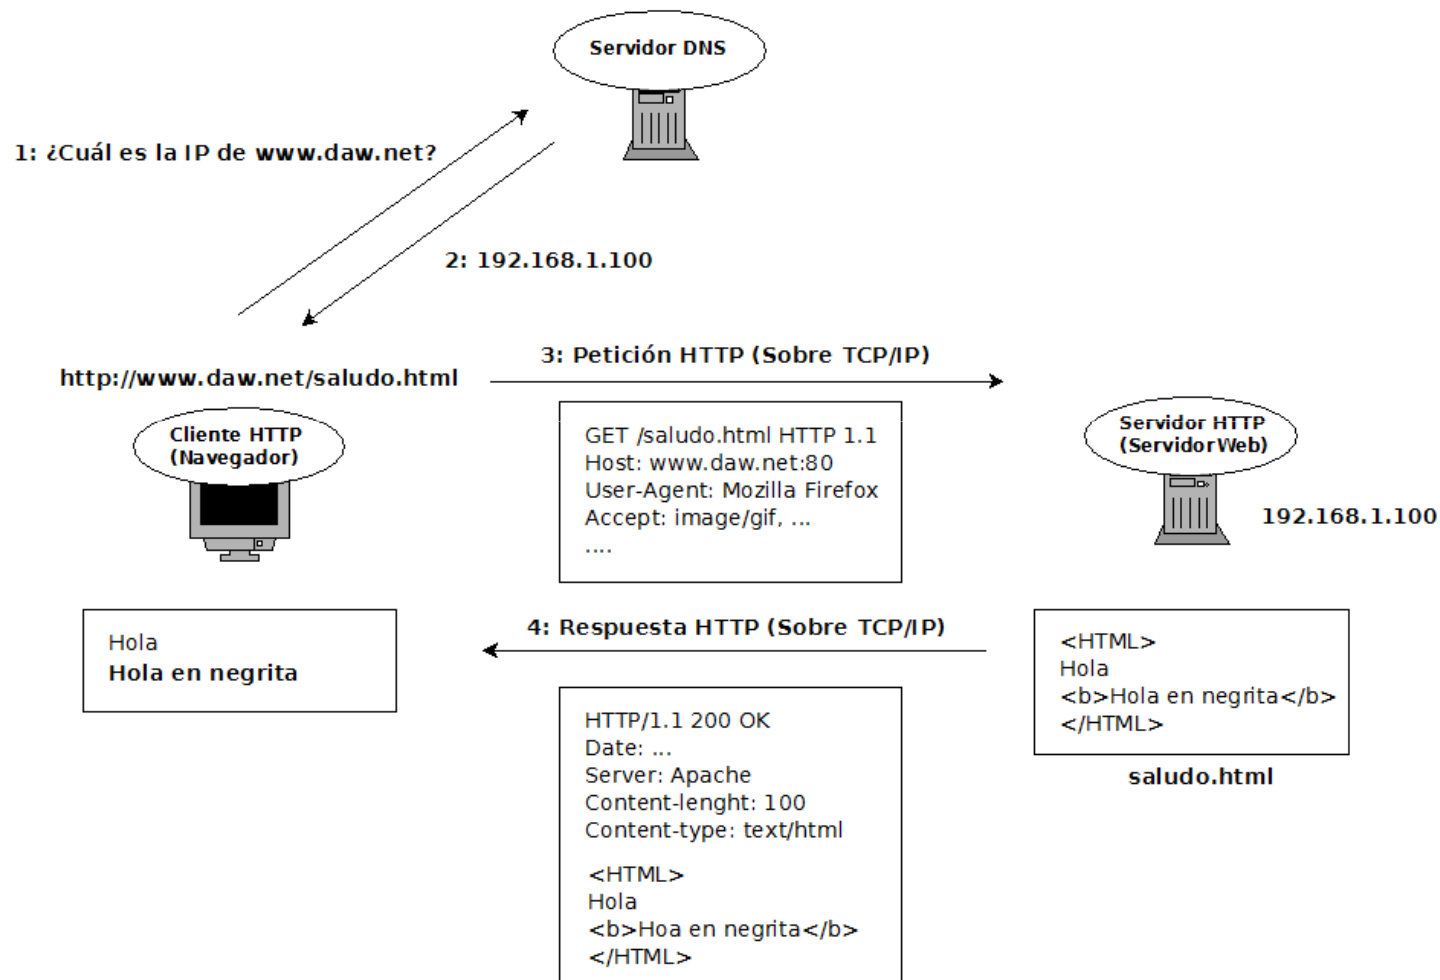 Servidor DNS
1: ¿Cuál es la IP de www.daw.net?
2: 192.168.1.100
http://www.daw.net/saludo.html
Cliente HTTP
(Navegador)
3: Petición HTTP (Sobre TCP/IP)
GET /saludo.html HTTP 1.1
Host: www.daw.net:80
User-Agent: Mozilla Firefox
Accept: image/gif, ...
....
Servidor HTTP
(Servidor Web)
192.168.1.100
Hola
Hola en negrita
4: Respuesta HTTP (Sobre TCP/IP)
HTTP/1.1 200 OK
Date: ...
Server: Apache
Content-lenght: 100
Content-type: text/html
<HTML>
Hola
<b>Hoa en negrita</b>
</HTML>
<HTML>
Hola
<b>Hola en negrita</b>
</HTML>
saludo.html